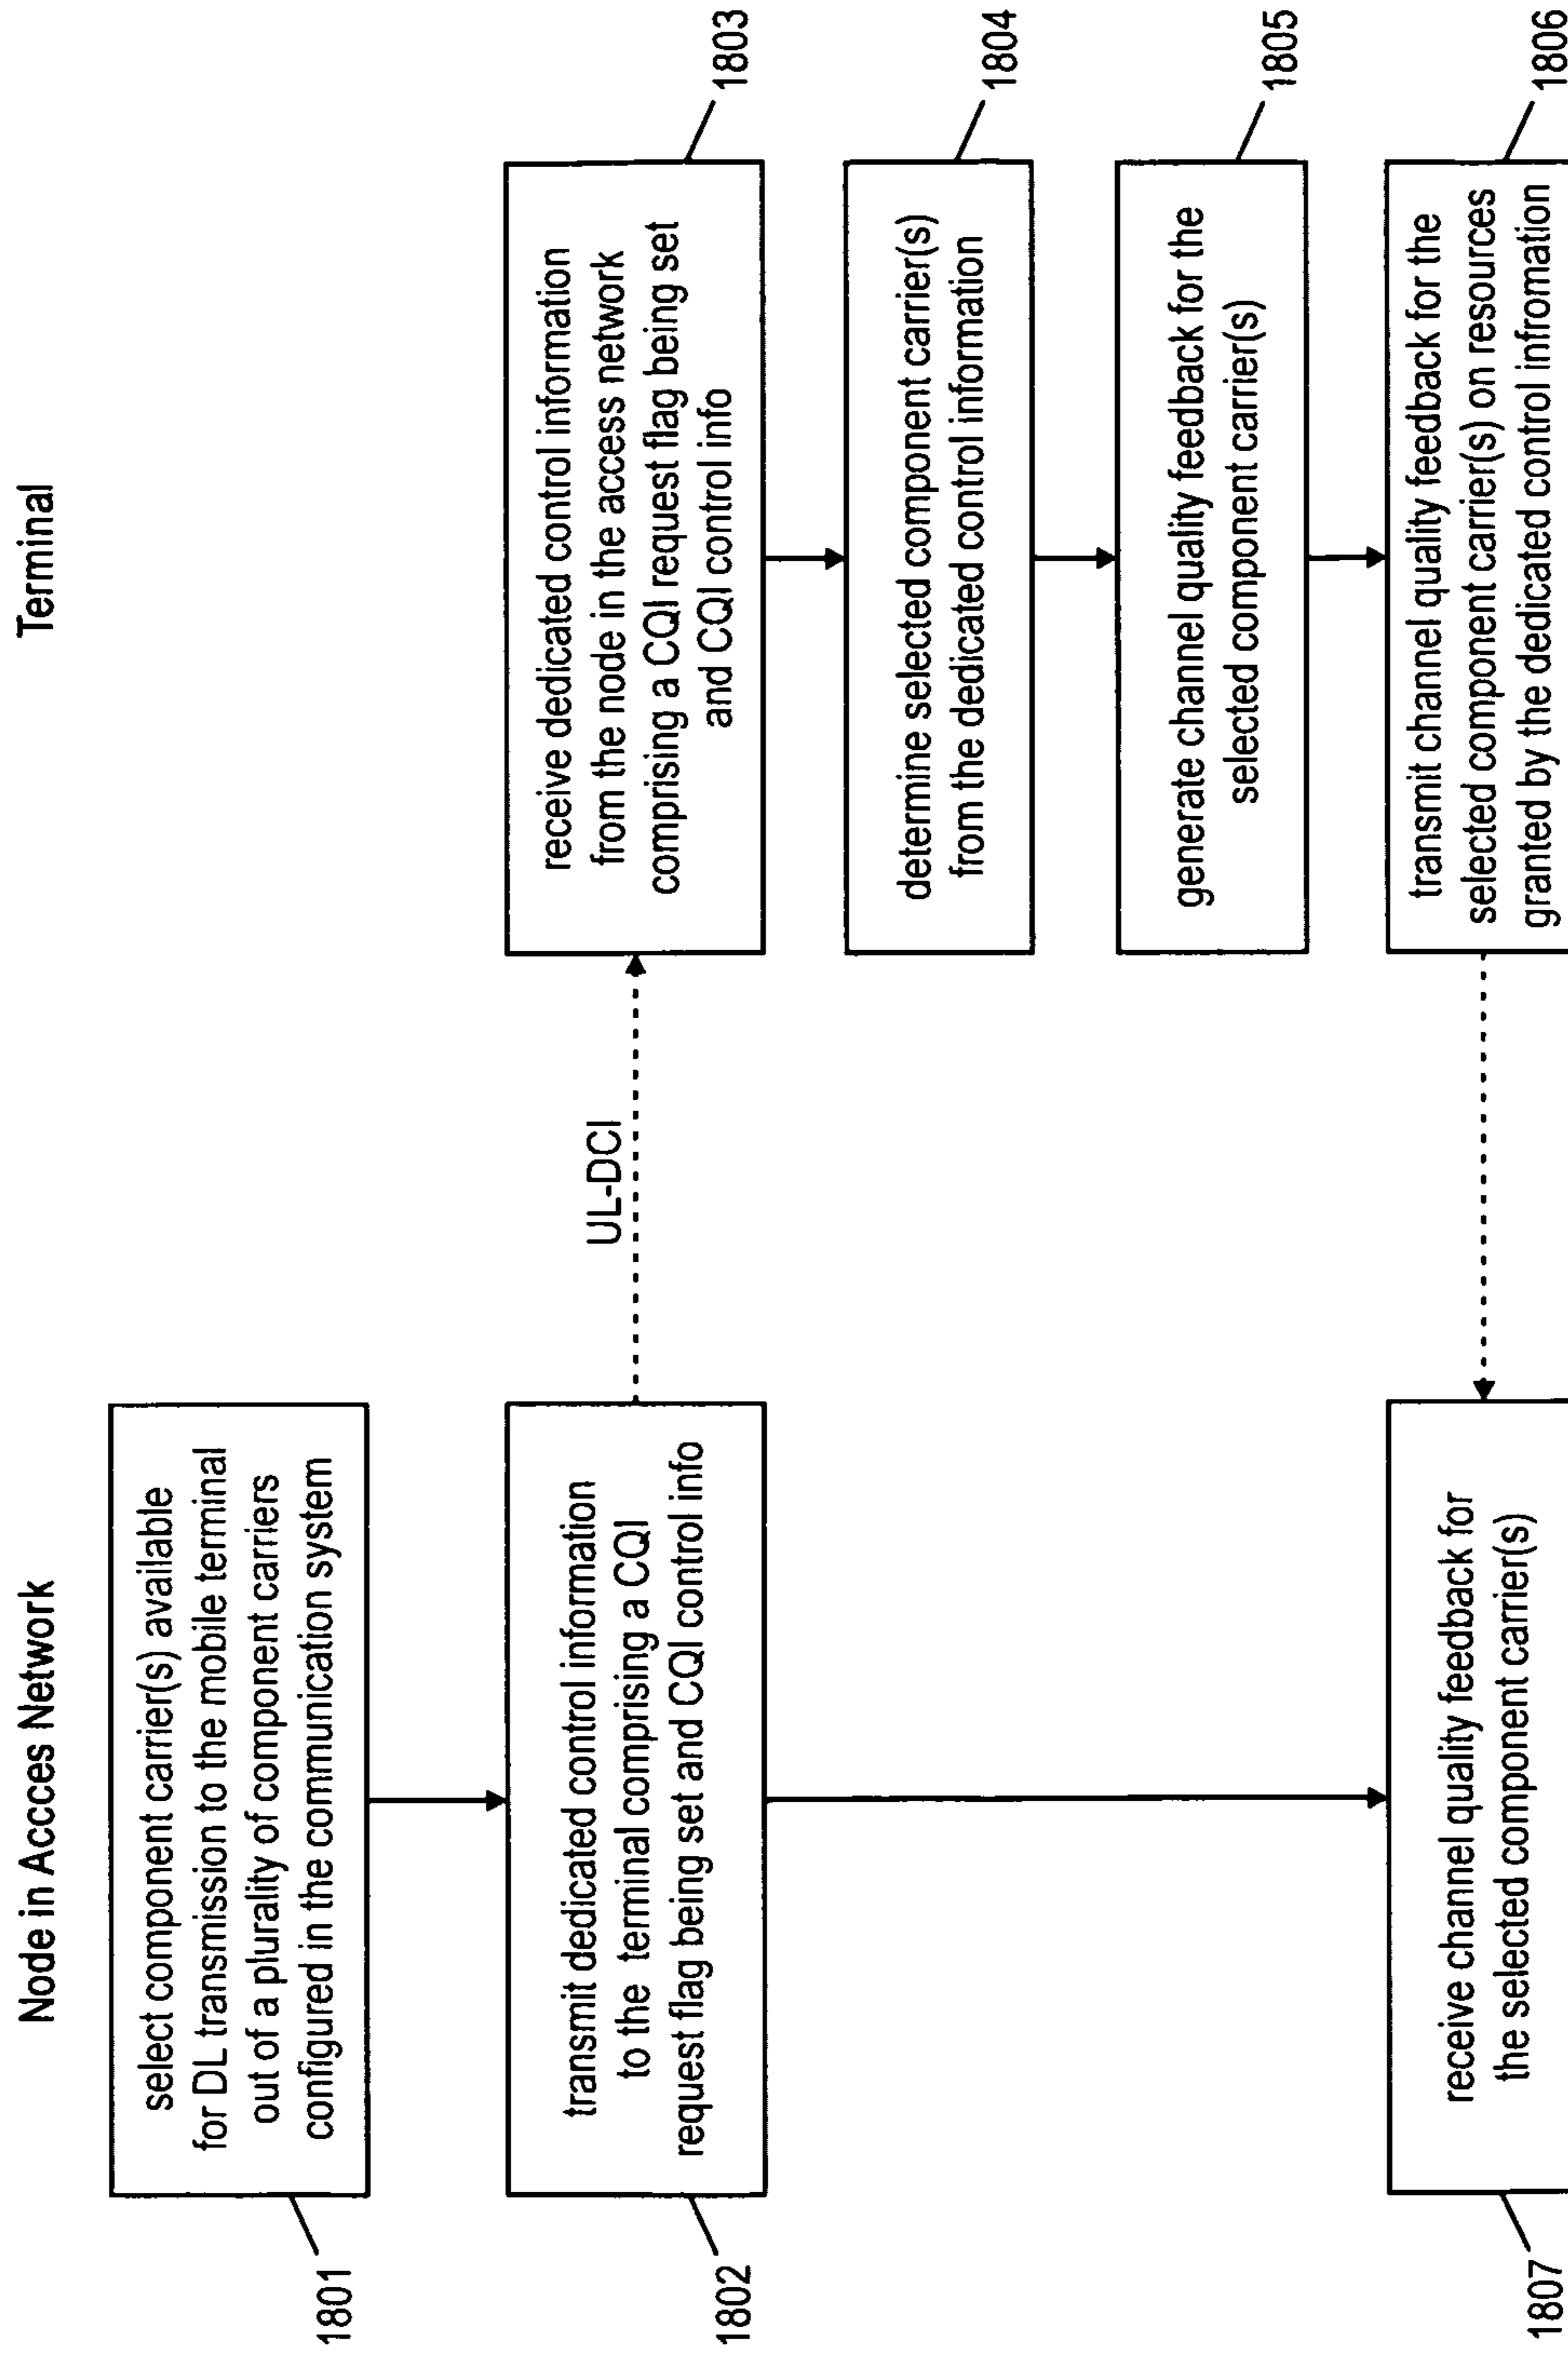 Node in Access Network
Terminal
select component carrier(s) available
for DL transmission to the mobile terminal
out of a plurality of component carriers
configured in the communication system
1801
transmit dedicated control information
to the terminal comprising a CQI
request flag being set and CQI control info
1802
UL-DCI
receive dedicated control information
from the node in the access network
comprising a CQI request flag being set
and CQI control info
1803
determine selected component carrier(s)
from the dedicated control information
1804
generate channel quality feedback for the
selected component carrier(s)
1805
transmit channel quality feedback for the
selected component carrier(s) on resources
granted by the dedicated control infromation
1806
receive channel quality feedback for
the selected component carrier(s)
1807